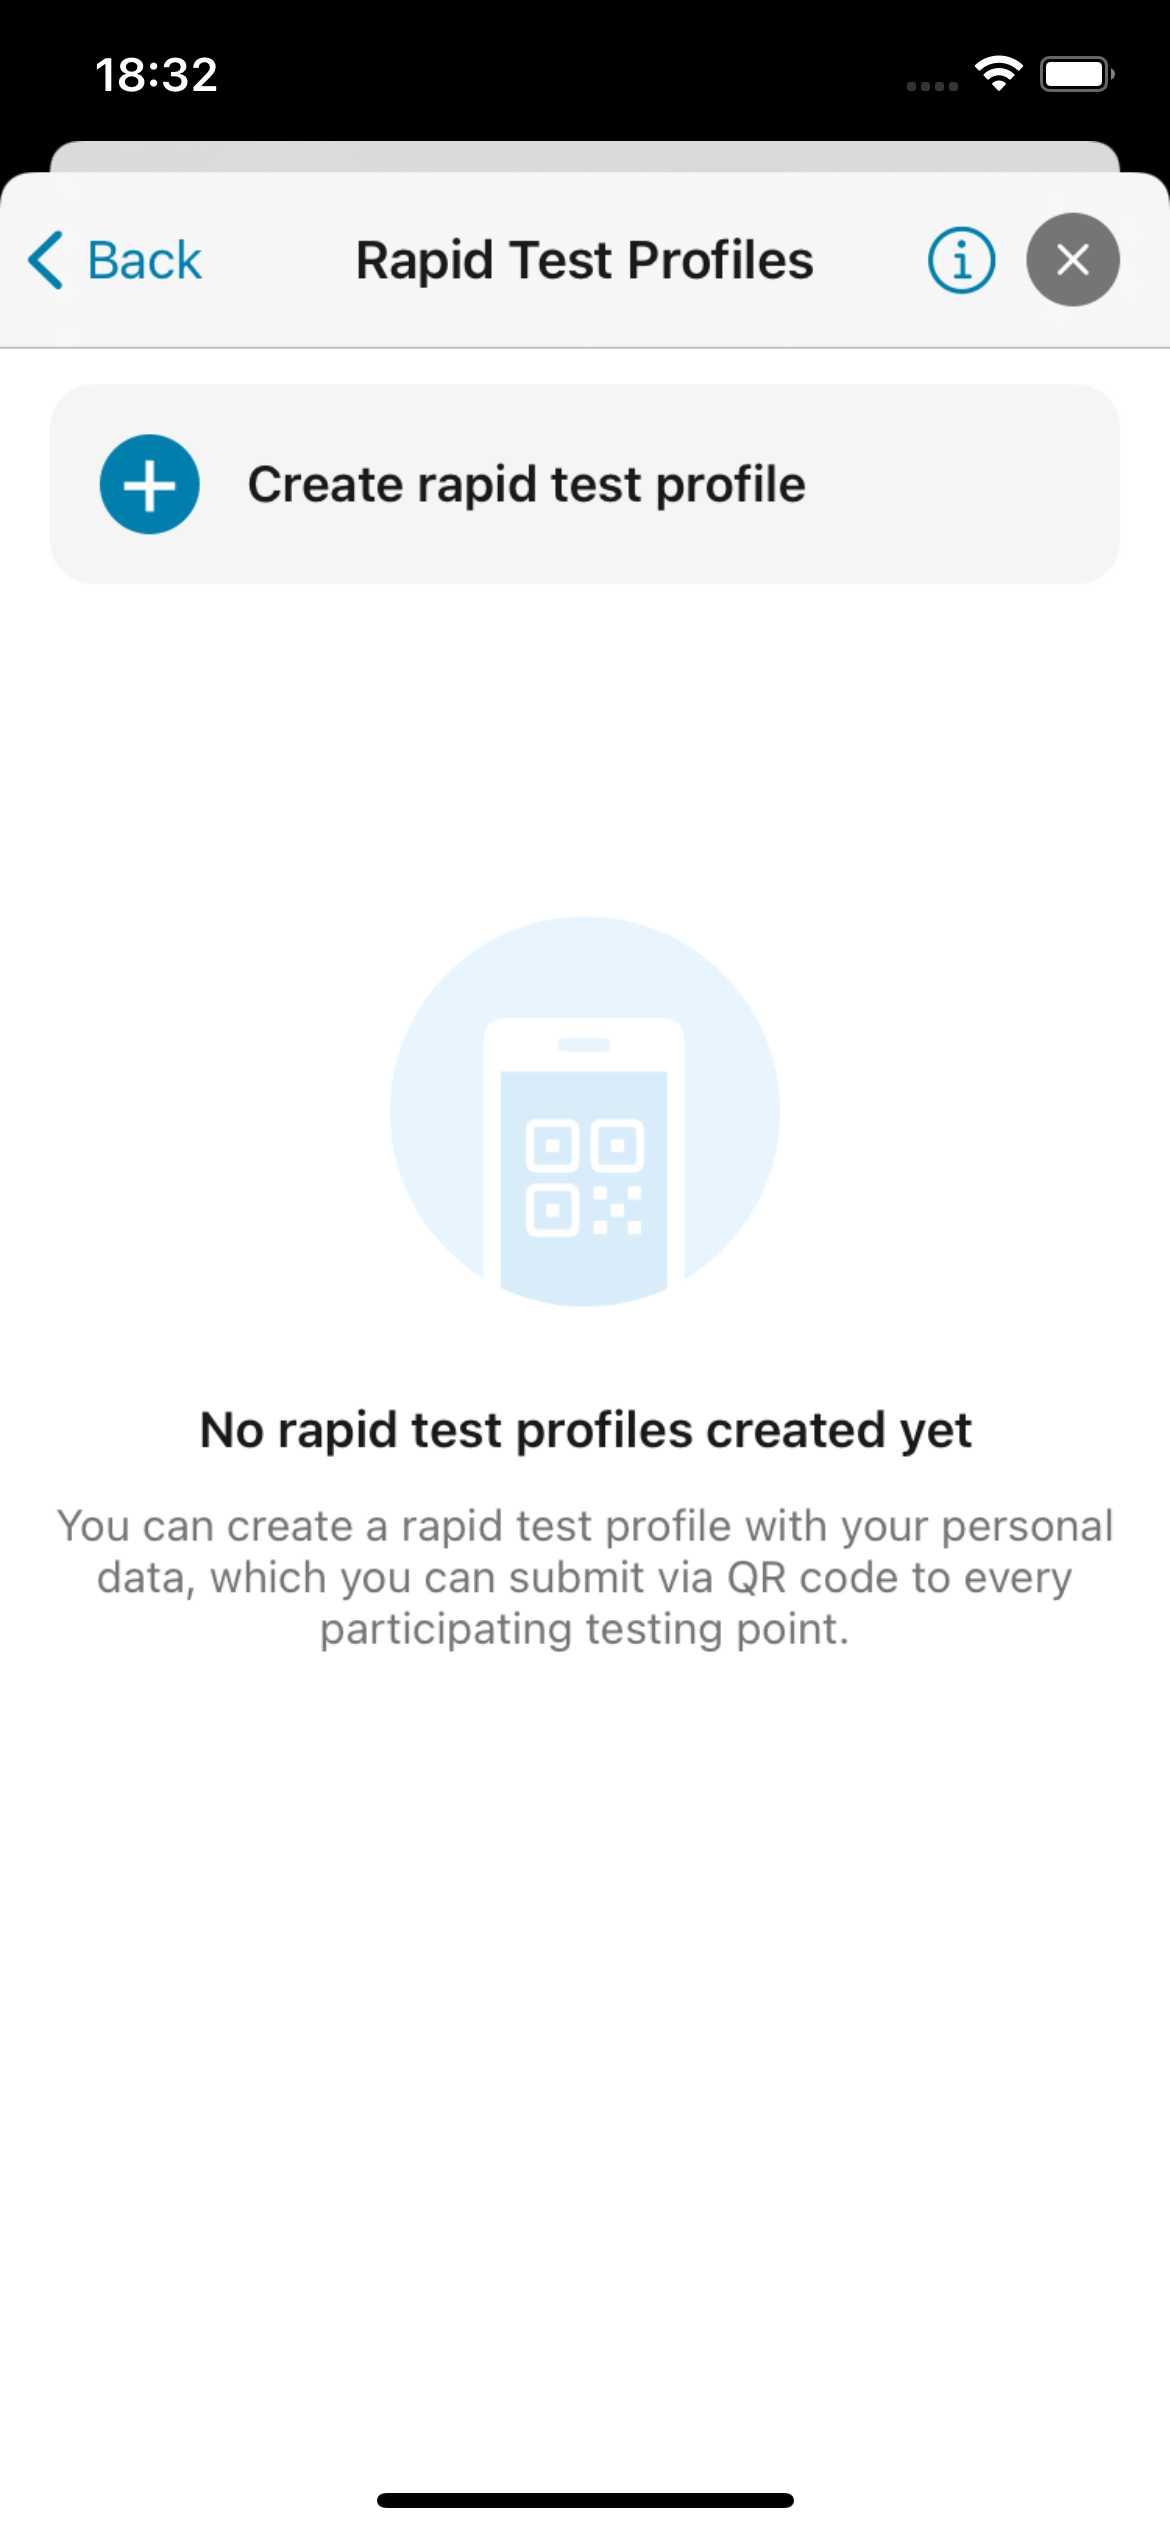 18:32
Back
Rapid Test Profiles
Create rapid test profile
No rapid test profiles created yet
You can create a rapid test profile with your personal
data, which you can submit via QR code to every
participating testing point.